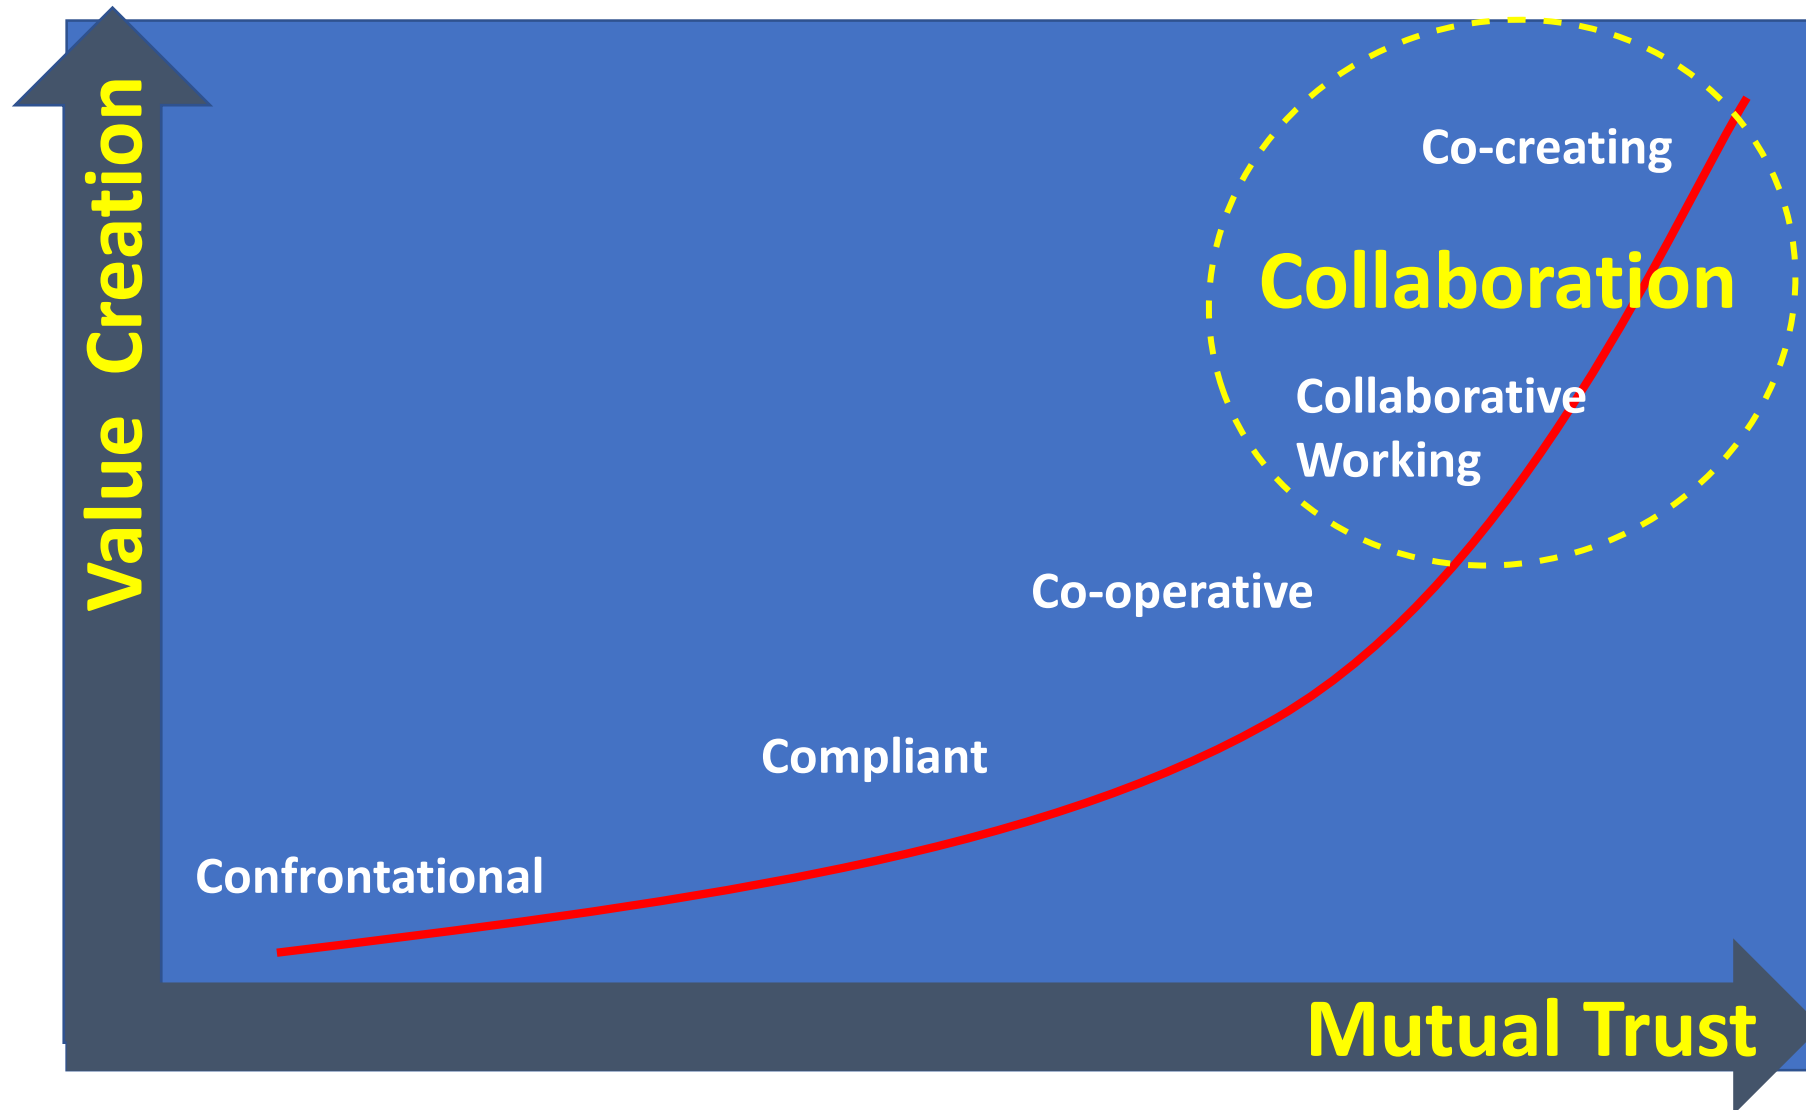 Value Creation
Co-creating
Collaboration
Collaborative
Working
Co-operative
Compliant
Confrontational
Mutual Trust